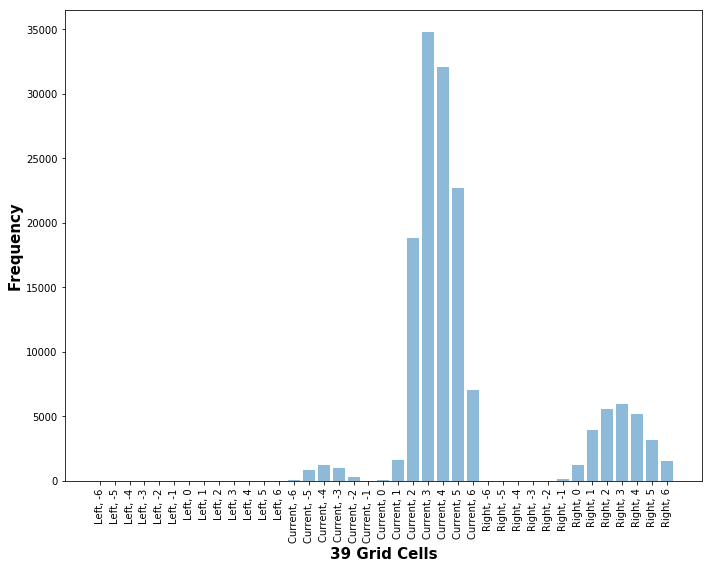 35000
30000
25000
20000
15000
10000
5000
0
Frequency
Left, -6
Left, -5
Left, -4
Left, -3
Left, -2
Left, -1
Left, 0
Left, 1
Left, 2
Left, 3
Left, 4
Left, 5
Left, 6
Current, -6
Current, -5
Current, -4
Current, -3
Current, -2
Current, -1
Current, 0
Current, 1
Current, 2
Current, 3
Current, 4
Current, 5
Current, 6
Right, -6
Right, -5
Right, -4
Right, -3
Right, -2
Right, -1
Right, 0
Right, 1
Right, 2
Right, 3
Right, 4
Right, 5
Right, 6
39 Grid Cells